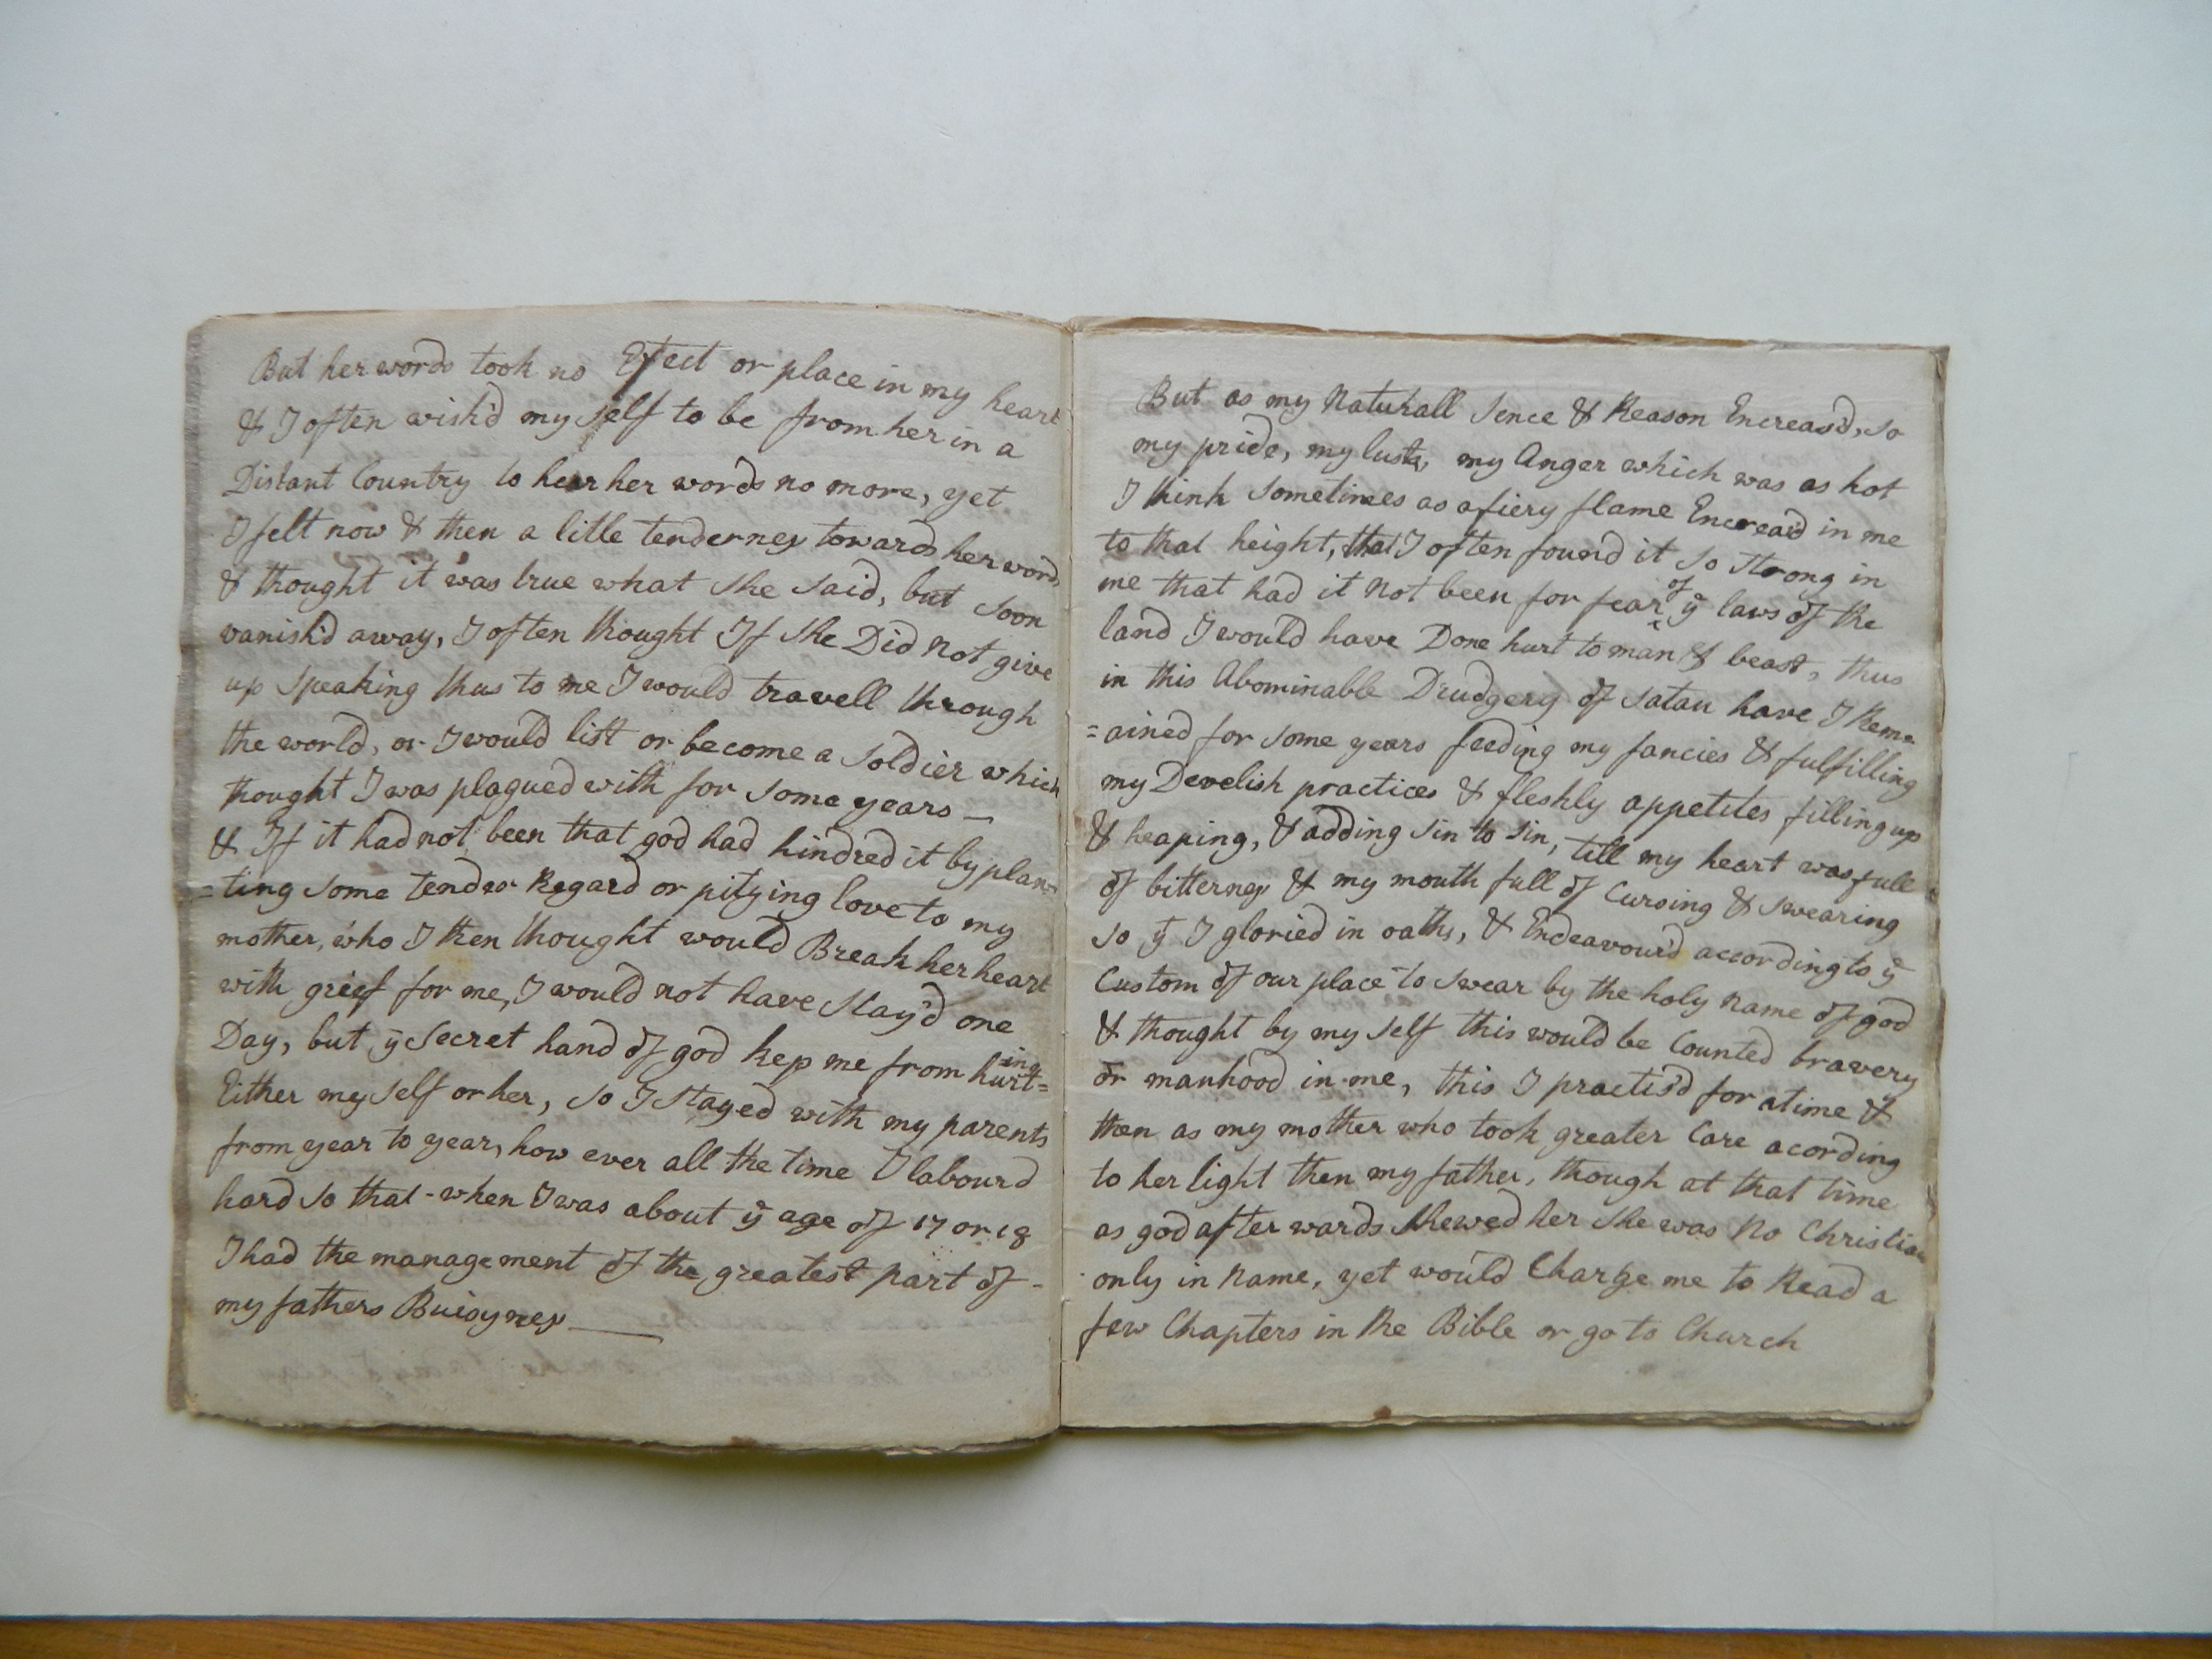 But her words took no Efect or place in my heart
& I often wish'd my self to be from her in a
Distant Country to hear her words no more, yet
I felt now & then a litle tenderness towards her words
& thought it was true what she said, but soon
vanish'd away, I often thought If she Did not give
up speaking thus to me I would travell through
the world, or I would list or become a soldier which
thought I was plagued with for some years —
& If it had not been that god had hindred it by plan=
=ting some tender Regard or pitying love to my
mother, who I then thought would Break her heart
with grief for me, I would not have stay'd one
Day, but ye secret hand of god kep me from hurt=ing
Either my self or her, so I stayed with my parents
from year to year, how ever all the time I labourd
hard so that - when I was about ye age of 17 or 18
I had the management of the greatest part of -
my fathers Buisyness —
But as my Naturall Sence & Reason Encreas'd, so
my pride, my lusts, my Anger which was as hot
I think sometimes as a fiery flame Encreas'd in me
to that height, that I often found it so strong in
me that had it not been for fear of ye laws of the
land I would have Done hurt to man & beast, thus
in this Abominable Drudgery of satan have I Rem=
=ained for some years feeding my fancies & fulfilling
my Develish practices & fleshly appetites filling up
& heaping, & adding sin to sin, till my heart was full
of bitterness & my mouth full of Cursing & swearing
so yt I gloried in oaths, & Endeavour'd according to ye
Custom of our place to swear by the holy name of god
& thought by my self this would be Counted bravery
or manhood in me, this I practis'd for a time &
then as my mother who took greater Care acording
to her light then my father, though at that time
as god after wards shewed her she was No Christian
only in name, yet would Charge me to Read a
few Chapters in the Bible or go to Church